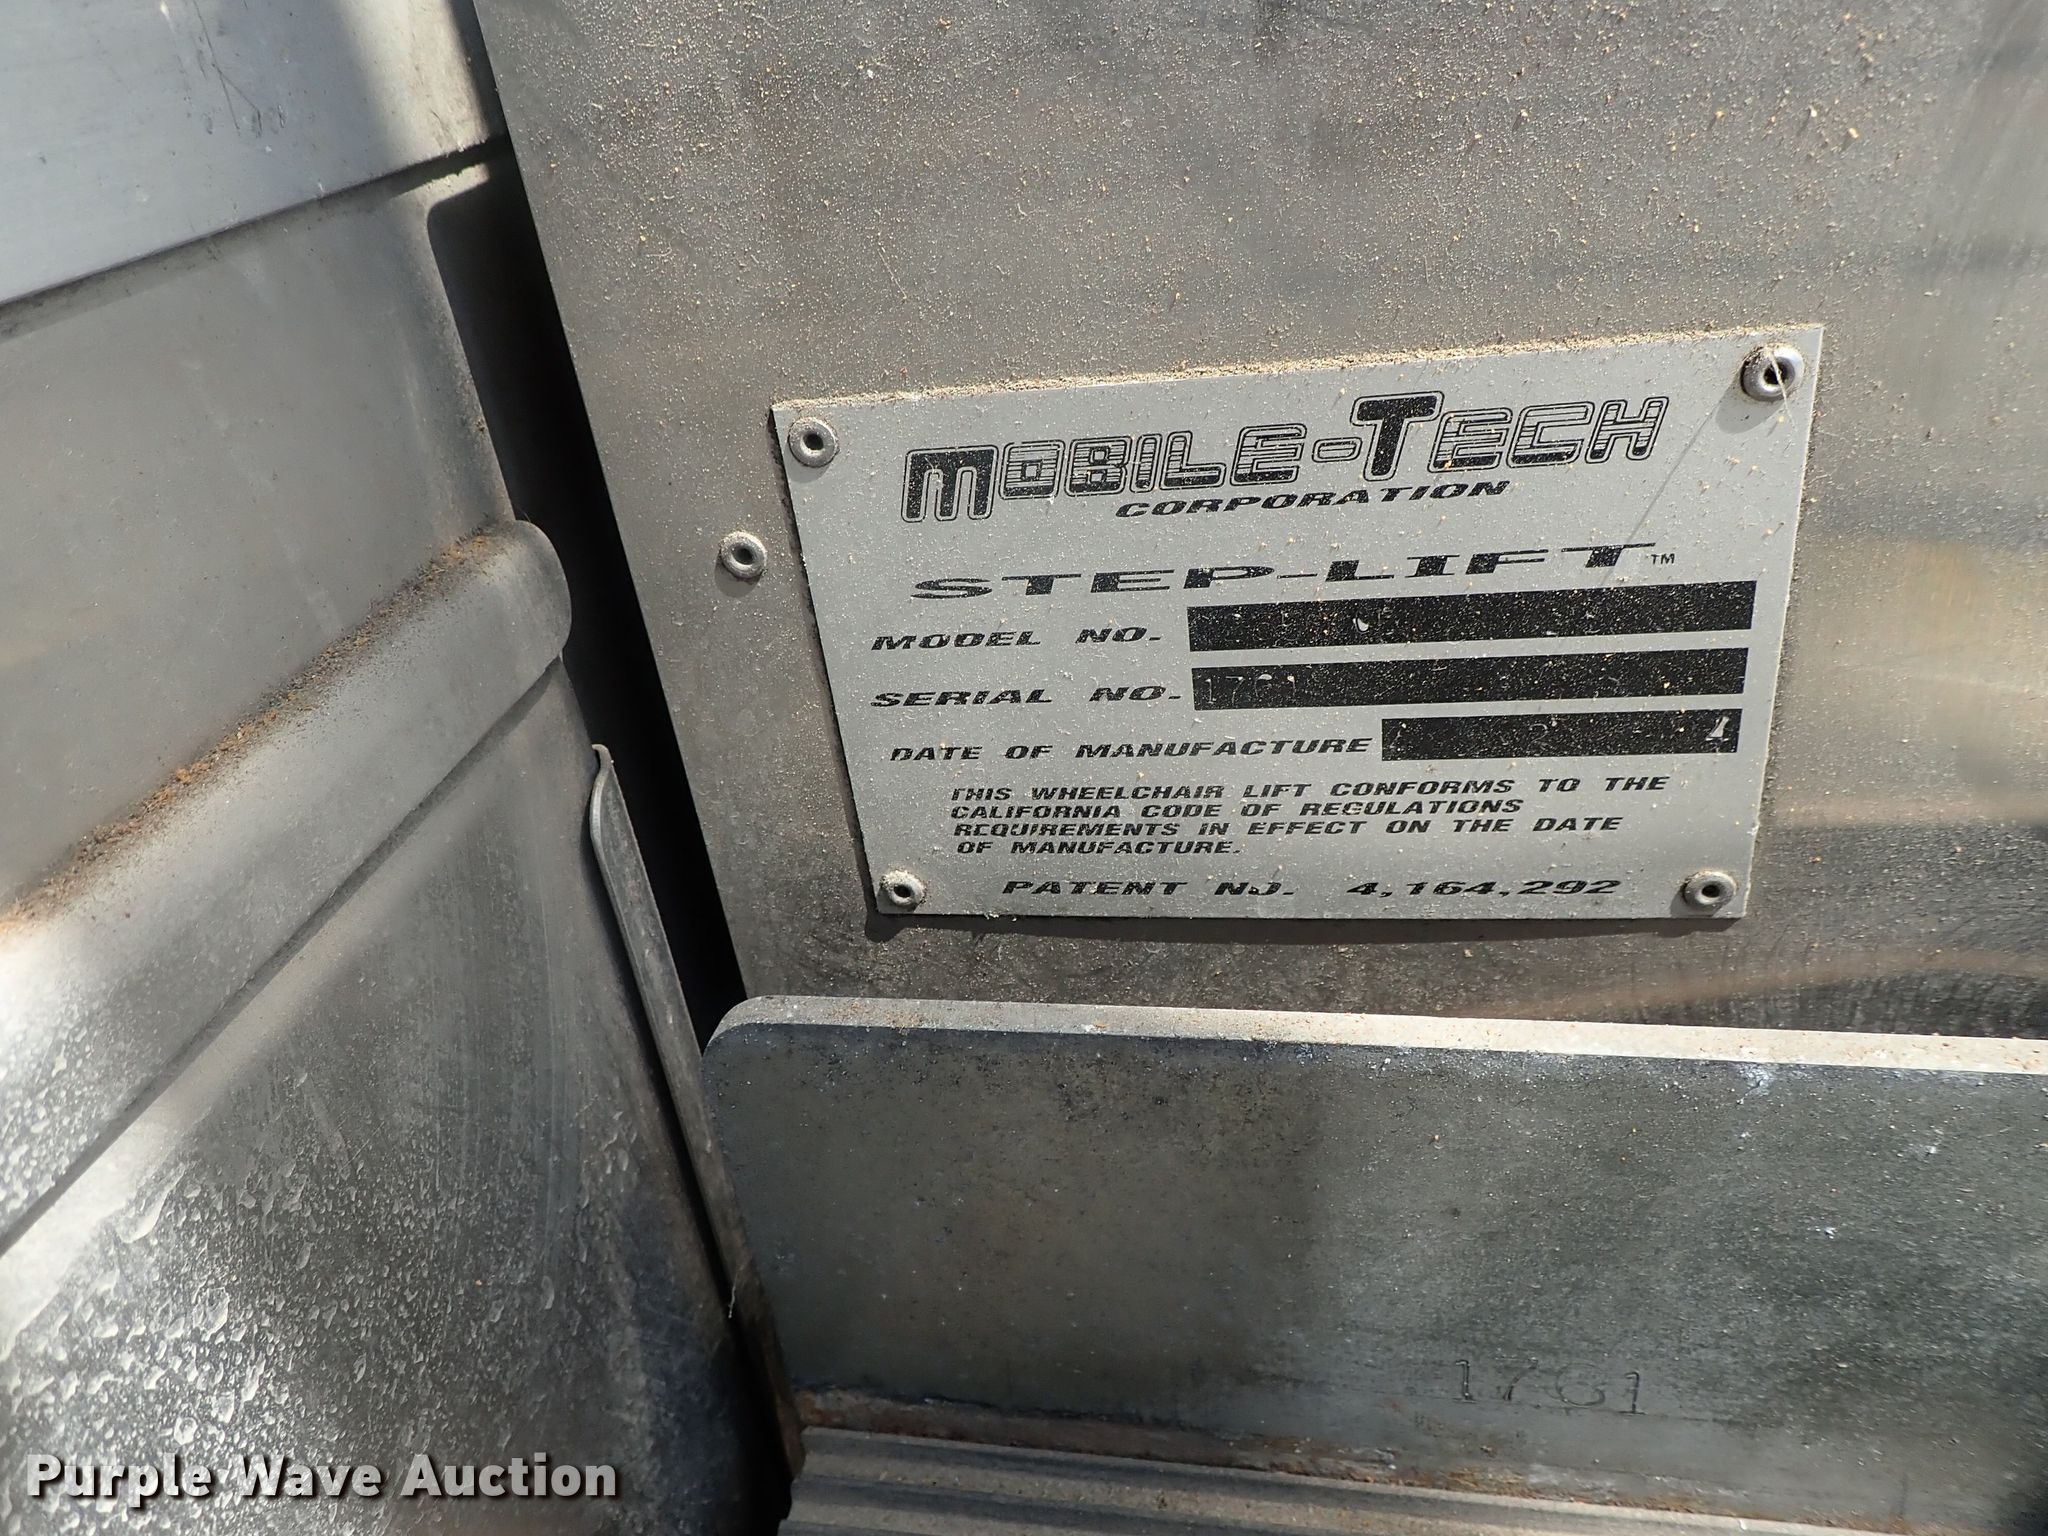 MOBILE-TECH
CORPORATION
STEP-LIFT™
MODEL NO.
SERIAL NO. 1761
DATE OF MANUFACTURE
THIS WHEELCHAIR LIFT CONFORMS TO THE
CALIFORNIA CODE OF REGULATIONS
REQUIREMENTS IN EFFECT ON THE DATE
OF MANUFACTURE.
PATENT NO. 4,164,292
1761
Purple Wave Auction